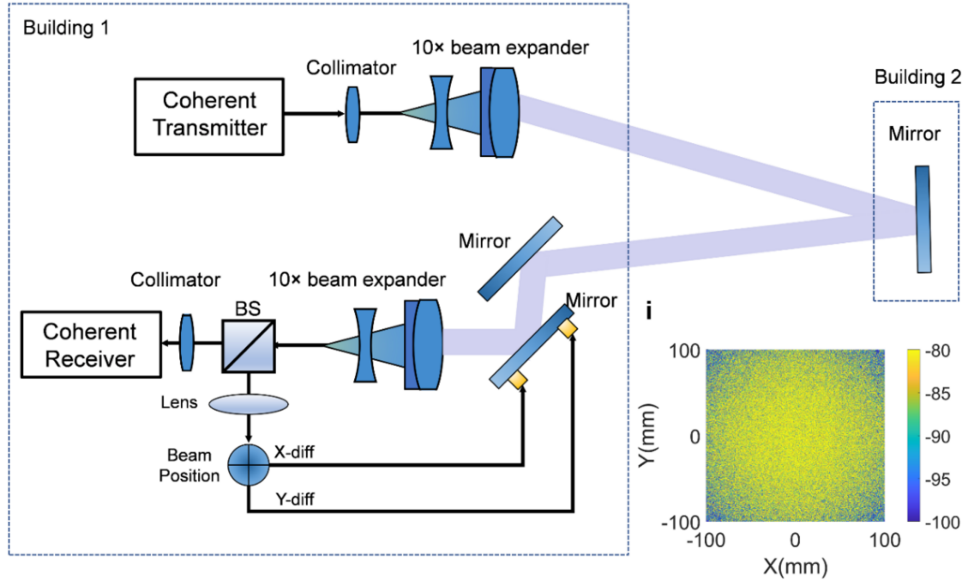 Building 1
10× beam expander
Collimator
Coherent
Transmitter
Building 2
Mirror
Mirror
Collimator
10× beam expander
Mirror
BS
Coherent
Receiver
Lens
Beam
Position
X-diff
Y-diff
i
100
0
-100
Y(mm)
-100
0
100
X(mm)
-80
-85
-90
-95
-100